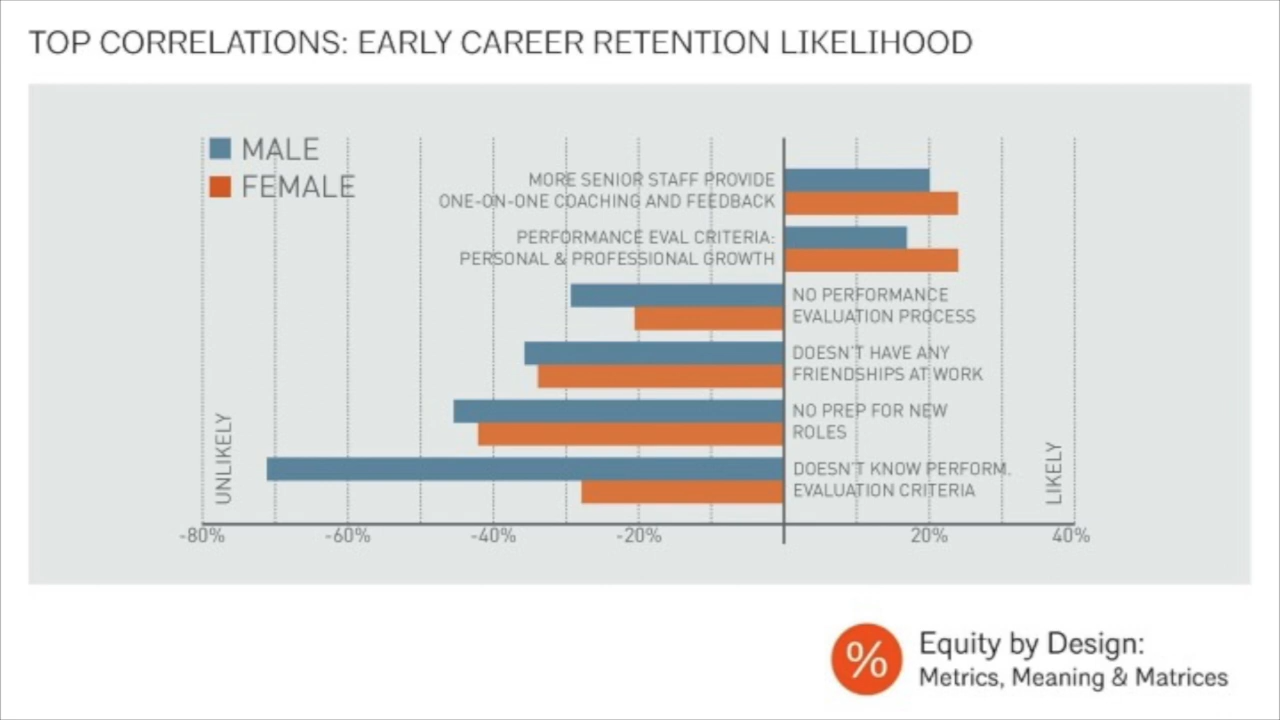 TOP CORRELATIONS: EARLY CAREER RETENTION LIKELIHOOD
MALE
FEMALE
MORE SENIOR STAFF PROVIDE
ONE-ON-ONE COACHING AND FEEDBACK
PERFORMANCE EVAL CRITERIA:
PERSONAL & PROFESSIONAL GROWTH
NO PERFORMANCE
EVALUATION PROCESS
DOESN'T HAVE ANY
FRIENDSHIPS AT WORK
NO PREP FOR NEW
ROLES
DOESN'T KNOW PERFORM.
EVALUATION CRITERIA
UNLIKELY
LIKELY
-80%
-60%
-40%
-20%
20%
40%
%
Equity by Design:
Metrics, Meaning & Matrices